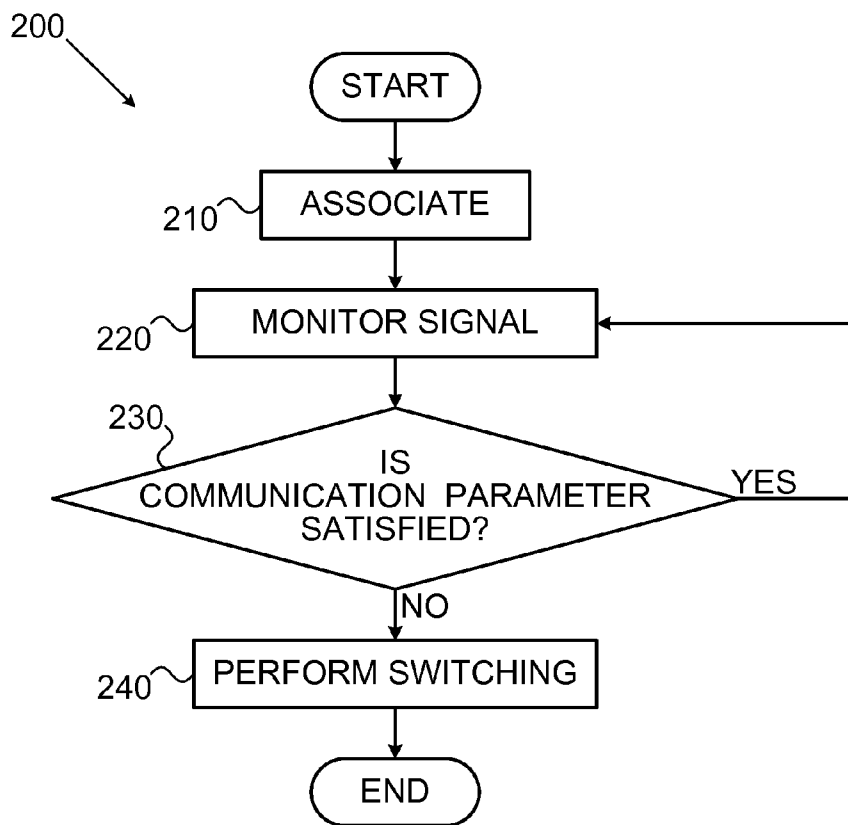 200
START
210
ASSOCIATE
220
MONITOR SIGNAL
230
IS
COMMUNICATION PARAMETER
SATISFIED?
YES
NO
240
PERFORM SWITCHING
END